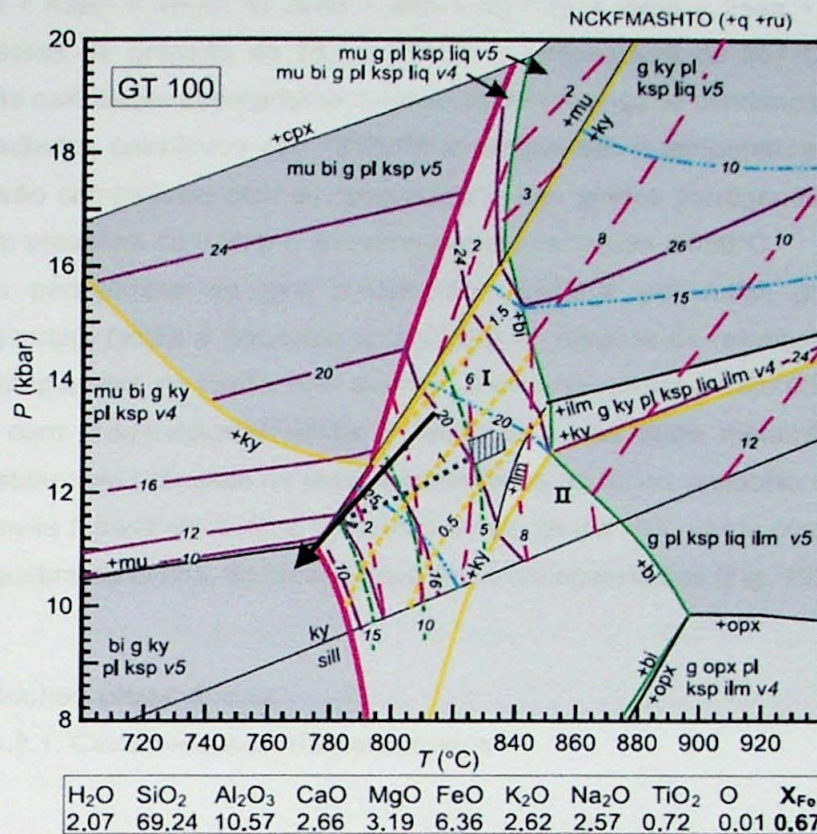 NCKFMASHTO (+q +ru)
GT 100
mu g pl ksp liq v5
mu bi g pl ksp liq v4
g ky pl
ksp liq v5
+cpx
+mu
+ky
mu bi g pl ksp v5
2
10
3
24
24
2
8
26
10
15
+bi
1.5
20
6
I
mu bi g ky
pl ksp v4
+ky
+ilm
+ky
g ky pl ksp liq ilm v4
24
20
20
16
1
12
II
25
+ilm
12
10
+mu
2
0.5
5
8
g pl ksp liq ilm v5
+bi
10
16
+ky
ky
sill
15
10
bi g ky
pl ksp v5
+opx
+bi
+opx
g opx pl
ksp ilm v4
P (kbar)
20
18
16
14
12
10
8
720 740 760 780 800 820 840 860 880 900 920
T (°C)
H₂O SiO₂ Al₂O₃ CaO MgO FeO K₂O Na₂O TiO₂ O X_Fe
2.07 69.24 10.57 2.66 3.19 6.36 2.62 2.57 0.72 0.01 0.67